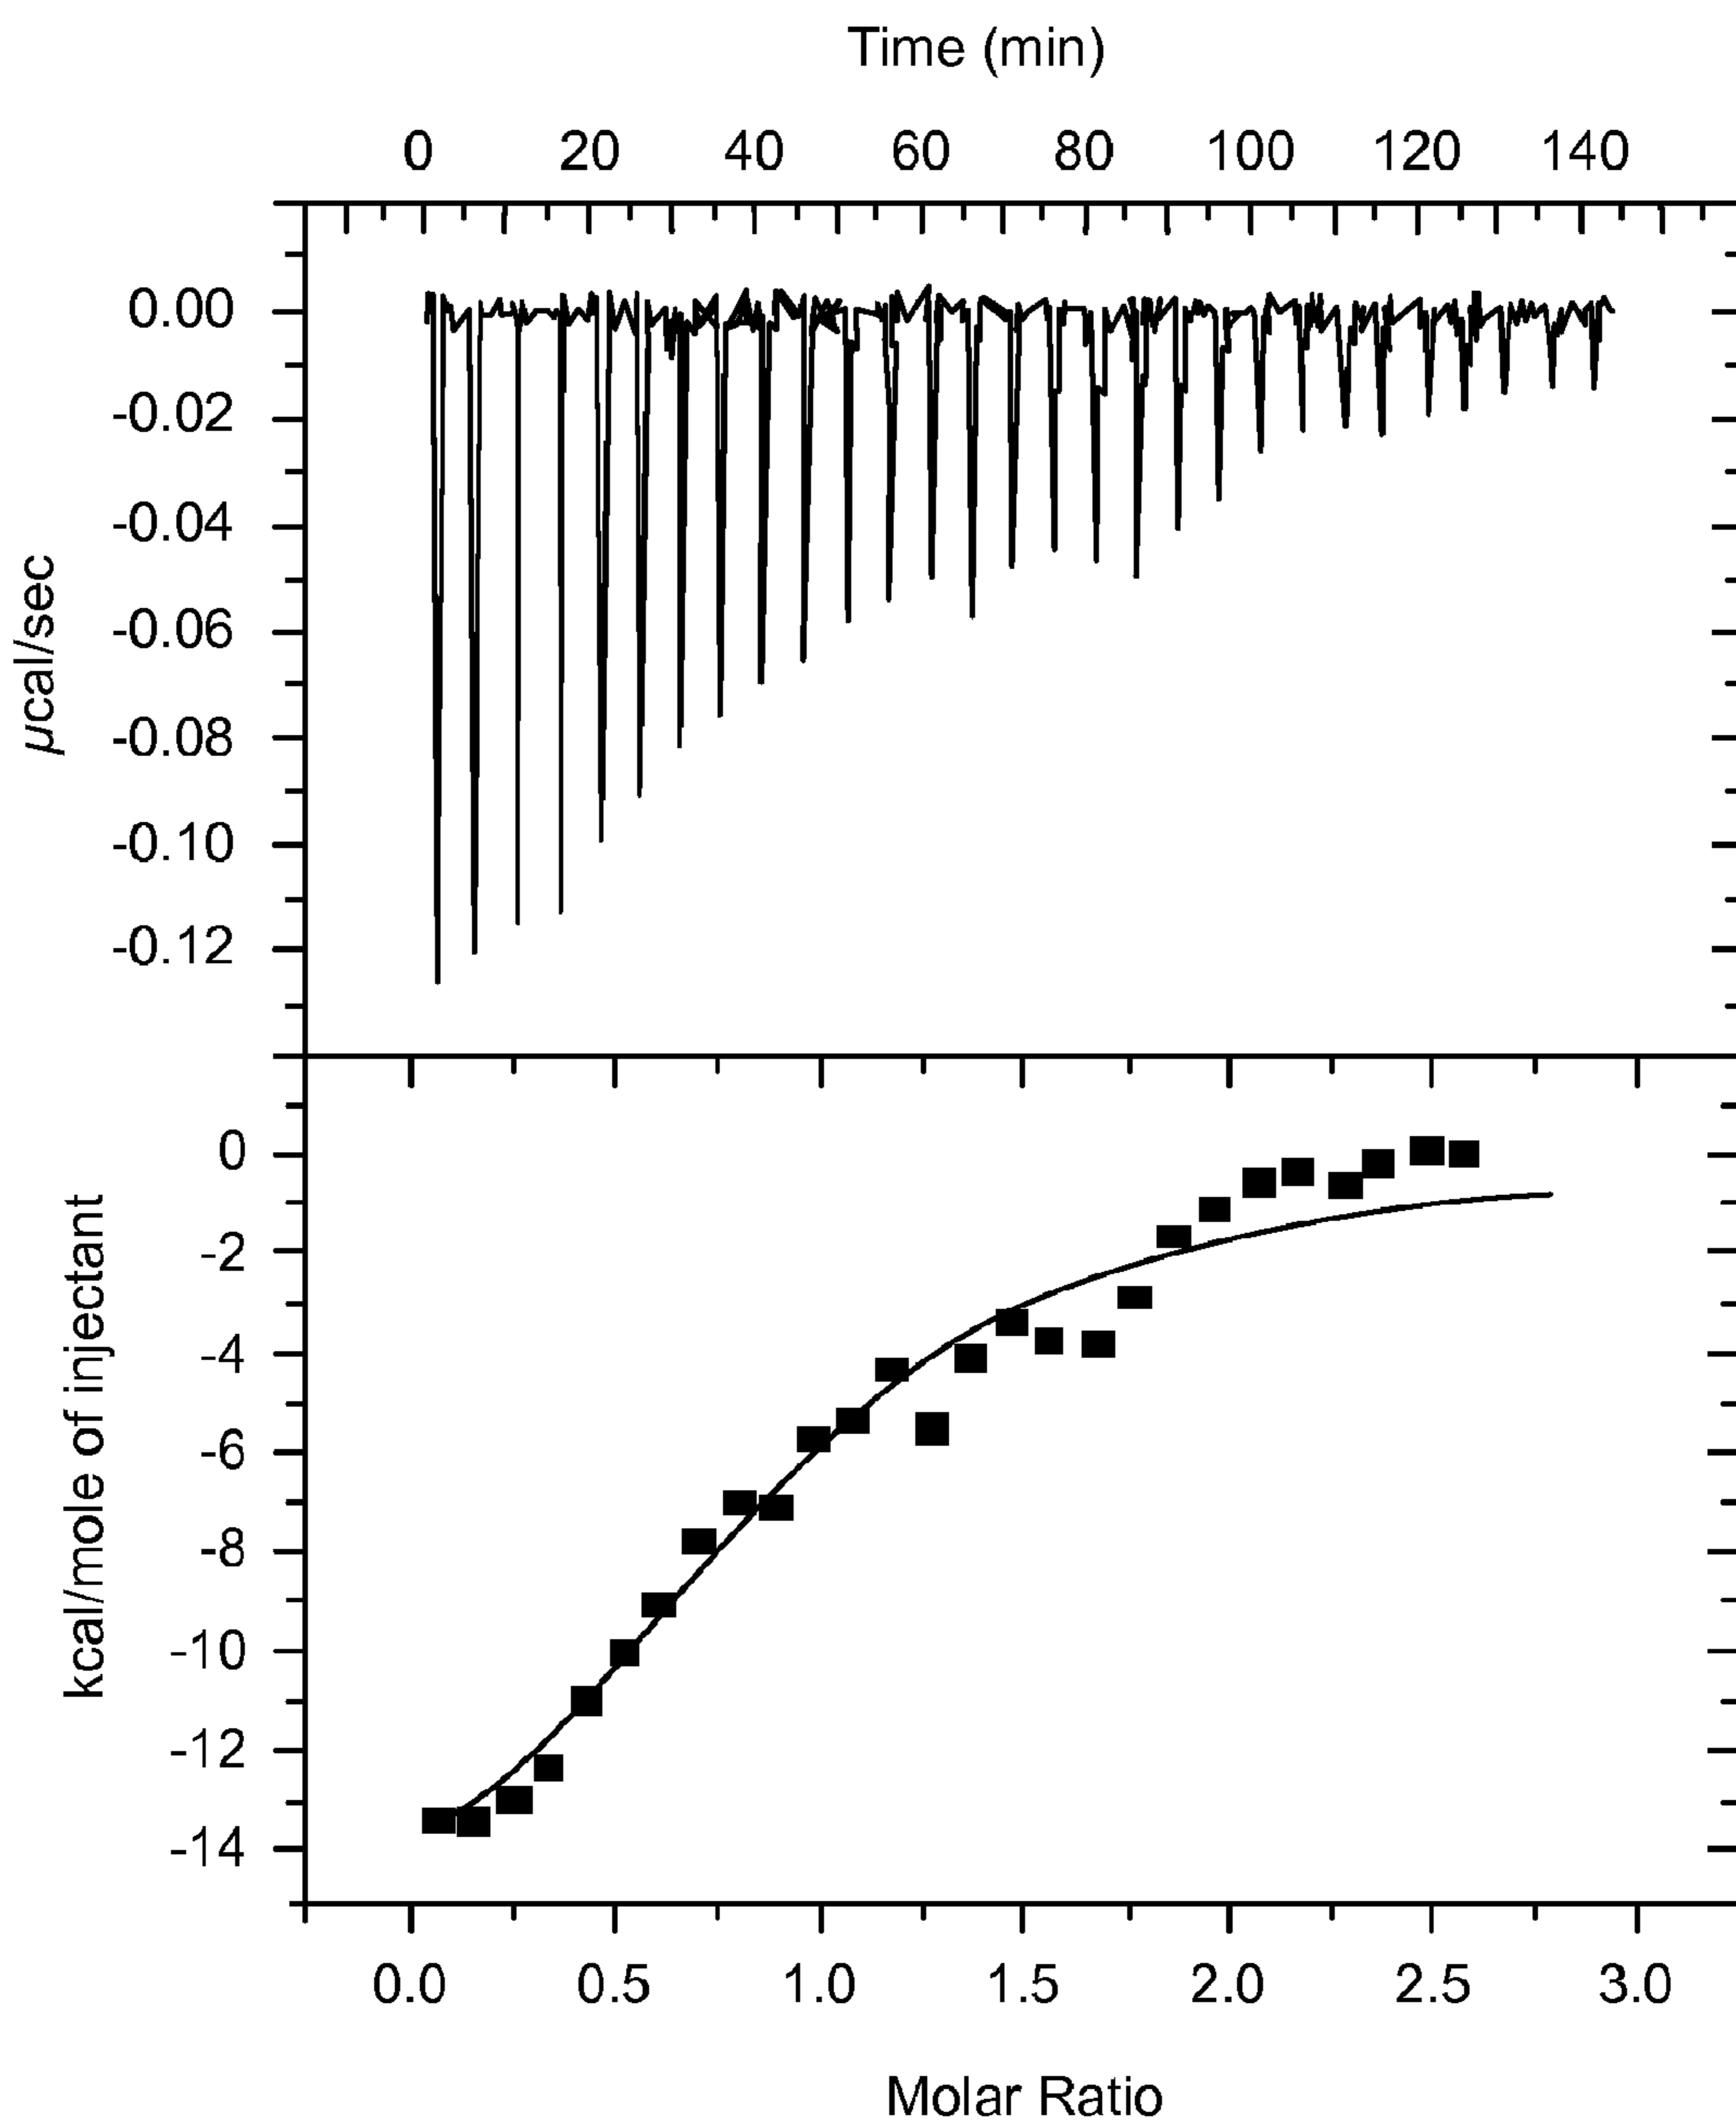 Time (min)
0 20 40 60 80 100 120 140
0.00
-0.02
-0.04
-0.06
-0.08
-0.10
-0.12
µcal/sec
0
-2
-4
-6
-8
-10
-12
-14
kcal/mole of injectant
0.0 0.5 1.0 1.5 2.0 2.5 3.0
Molar Ratio